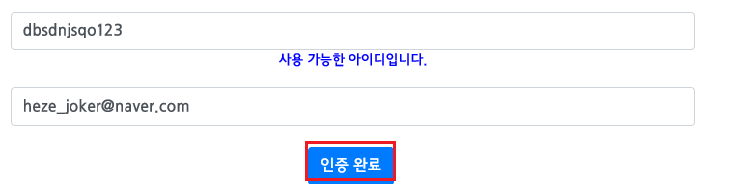 dbsdnjsqo123
사용 가능한 아이디입니다.
heze_joker@naver.com
인증 완료